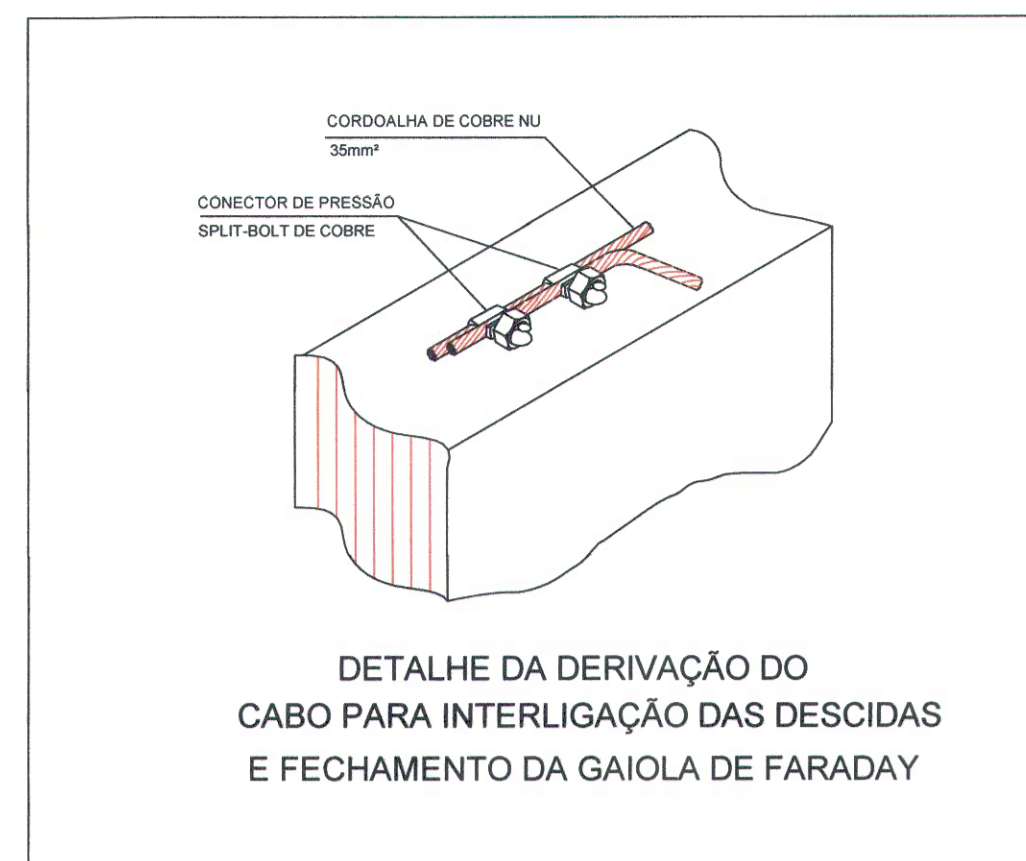 CORDOALHA DE COBRE NU
35mm²
CONECTOR DE PRESSÃO
SPLIT-BOLT DE COBRE
DETALHE DA DERIVAÇÃO DO
CABO PARA INTERLIGAÇÃO DAS DESCIDAS
E FECHAMENTO DA GAIOLA DE FARADAY